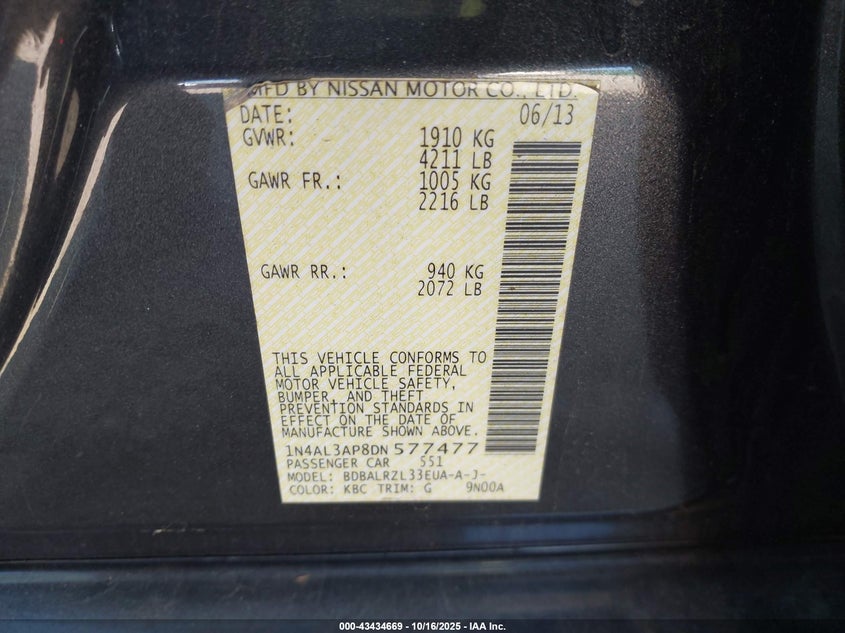 MFD BY NISSAN MOTOR CO., LTD.
DATE: 06/13
GVWR: 1910 KG
4211 LB
GAWR FR.: 1005 KG
2216 LB
GAWR RR.: 940 KG
2072 LB
THIS VEHICLE CONFORMS TO
ALL APPLICABLE FEDERAL
MOTOR VEHICLE SAFETY,
BUMPER, AND THEFT
PREVENTION STANDARDS IN
EFFECT ON THE DATE OF
MANUFACTURE SHOWN ABOVE.
1N4AL3AP8DN 577477
PASSENGER CAR 551
MODEL: BDBALRZL33EUA-A-J-
COLOR: KBC TRIM: G 9N00A
000-43434669 - 10/16/2025 - IAA Inc.